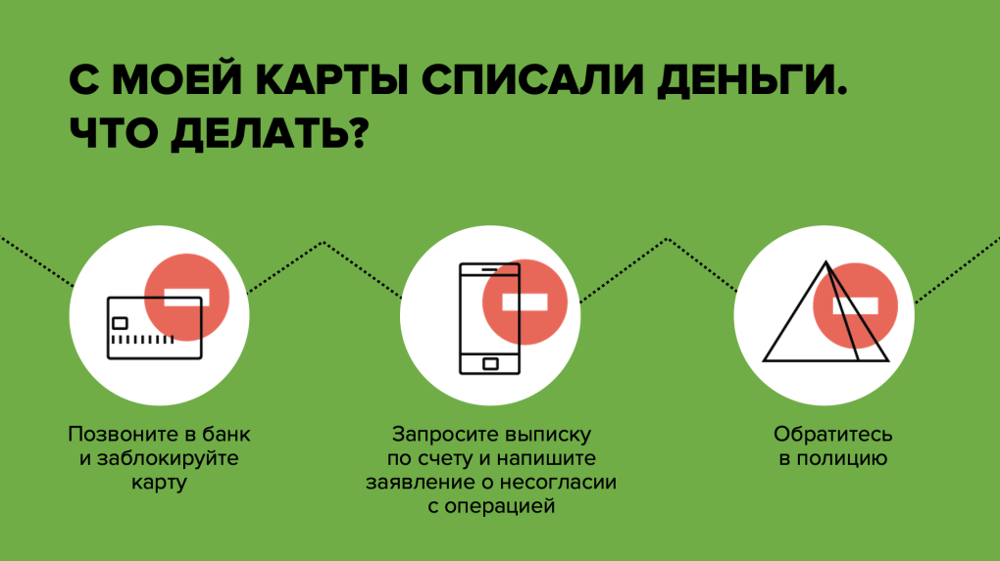 С МОЕЙ КАРТЫ СПИСАЛИ ДЕНЬГИ.
ЧТО ДЕЛАТЬ?
Позвоните в банк
и заблокируйте
карту
Запросите выписку
по счету и напишите
заявление о несогласии
с операцией
Обратитесь
в полицию